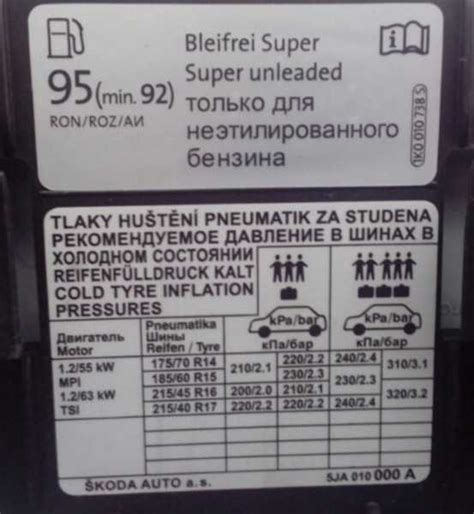 95 (min. 92)
RON/ROZ/АИ
Bleifrei Super
Super unleaded
только для
неэтилированного
бензина
1K0 010 738 S
TLAKY HUŠTĚNÍ PNEUMATIK ZA STUDENA
РЕКОМЕНДУЕМОЕ ДАВЛЕНИЕ В ШИНАХ В
ХОЛОДНОМ СОСТОЯНИИ
REIFENFÜLLDRUCK KALT
COLD TYRE INFLATION
PRESSURES
kPa/bar kPa/bar
Двигатель
Motor
Pneumatika
Шины
Reifen / Tyre
кПа/бар кПа/бар
1.2/55 kW 175/70 R14 210/2.1 220/2.2 240/2.4 310/3.1
MPI 185/60 R15 230/2.3 230/2.3
1.2/63 kW 215/45 R16 200/2.0 210/2.1 320/3.2
TSI 215/40 R17 220/2.2 220/2.2 240/2.4
ŠKODA AUTO a.s.
5JA 010 000 A